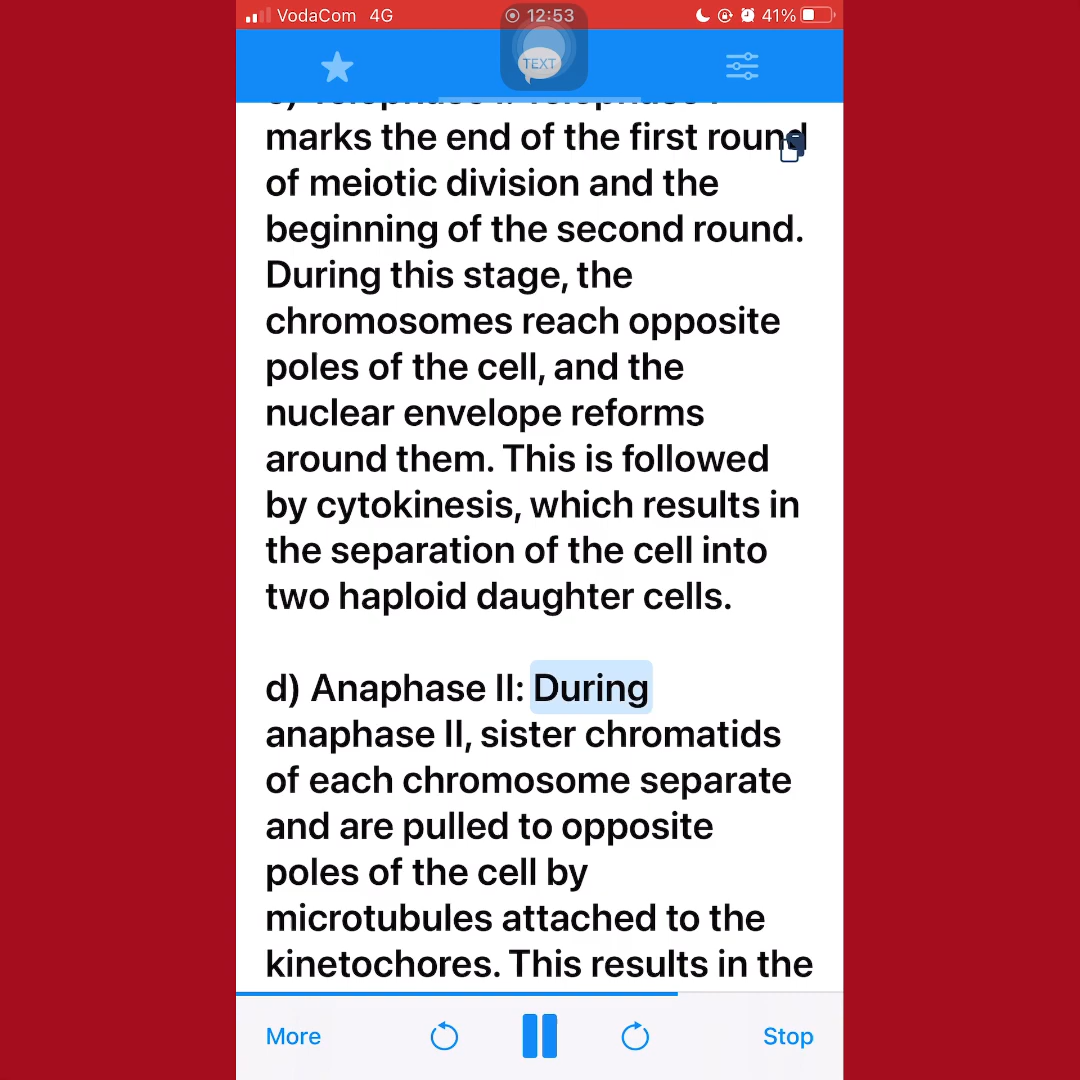 VodaCom 4G 12:53 41%
TEXT
marks the end of the first round
of meiotic division and the
beginning of the second round.
During this stage, the
chromosomes reach opposite
poles of the cell, and the
nuclear envelope reforms
around them. This is followed
by cytokinesis, which results in
the separation of the cell into
two haploid daughter cells.
d) Anaphase II: During
anaphase II, sister chromatids
of each chromosome separate
and are pulled to opposite
poles of the cell by
microtubules attached to the
kinetochores. This results in the
More Stop